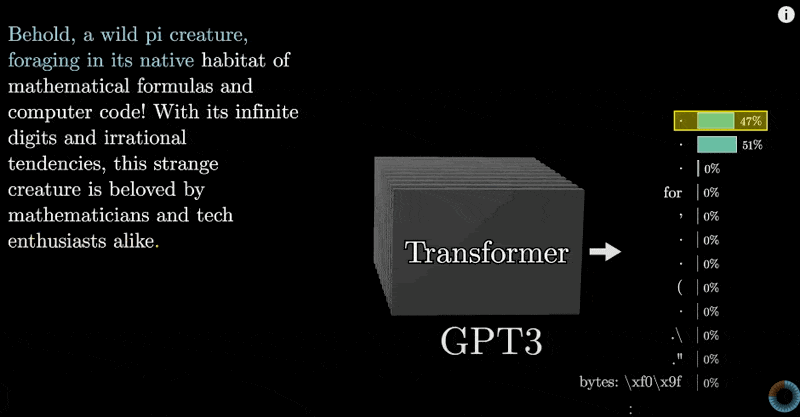 Behold, a wild pi creature,
foraging in its native habitat of
mathematical formulas and
computer code! With its infinite
digits and irrational
tendencies, this strange
creature is beloved by
mathematicians and tech
enthusiasts alike.
Transformer
GPT3
. 47%
. 51%
. 0%
for 0%
, 0%
. 0%
. 0%
( 0%
. 0%
.\ 0%
." 0%
bytes: \xf0\x9f 0%
:
i